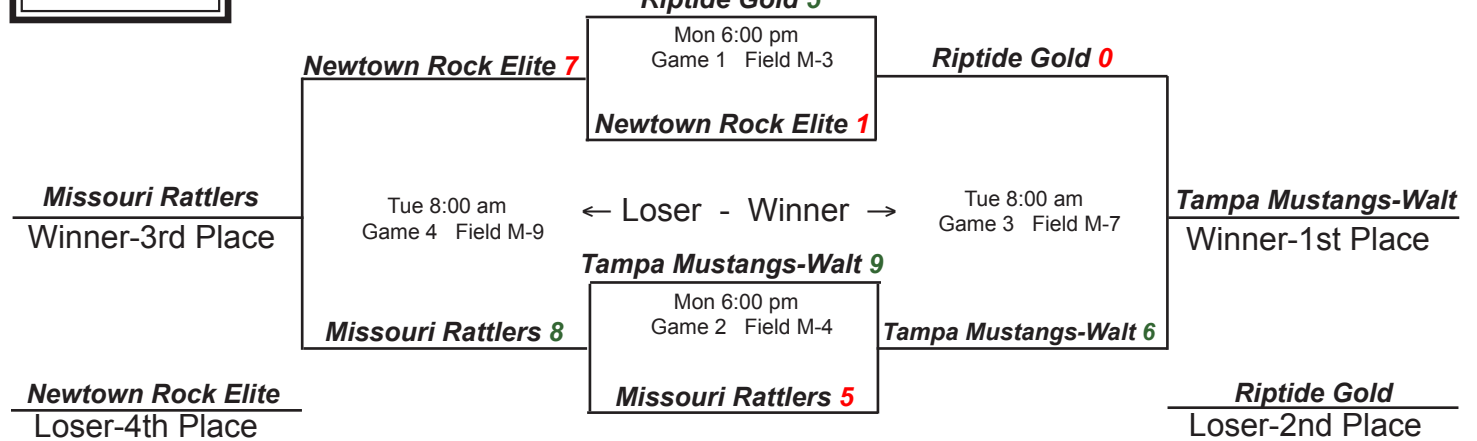 Riptide Gold 5
Mon 6:00 pm
Game 1 Field M-3
Newtown Rock Elite 7
Riptide Gold 0
Newtown Rock Elite 1
Missouri Rattlers
Winner-3rd Place
Tue 8:00 am
Game 4 Field M-9
← Loser - Winner →
Tue 8:00 am
Game 3 Field M-7
Tampa Mustangs-Walt
Winner-1st Place
Tampa Mustangs-Walt 9
Mon 6:00 pm
Game 2 Field M-4
Missouri Rattlers 8
Tampa Mustangs-Walt 6
Missouri Rattlers 5
Newtown Rock Elite
Loser-4th Place
Riptide Gold
Loser-2nd Place